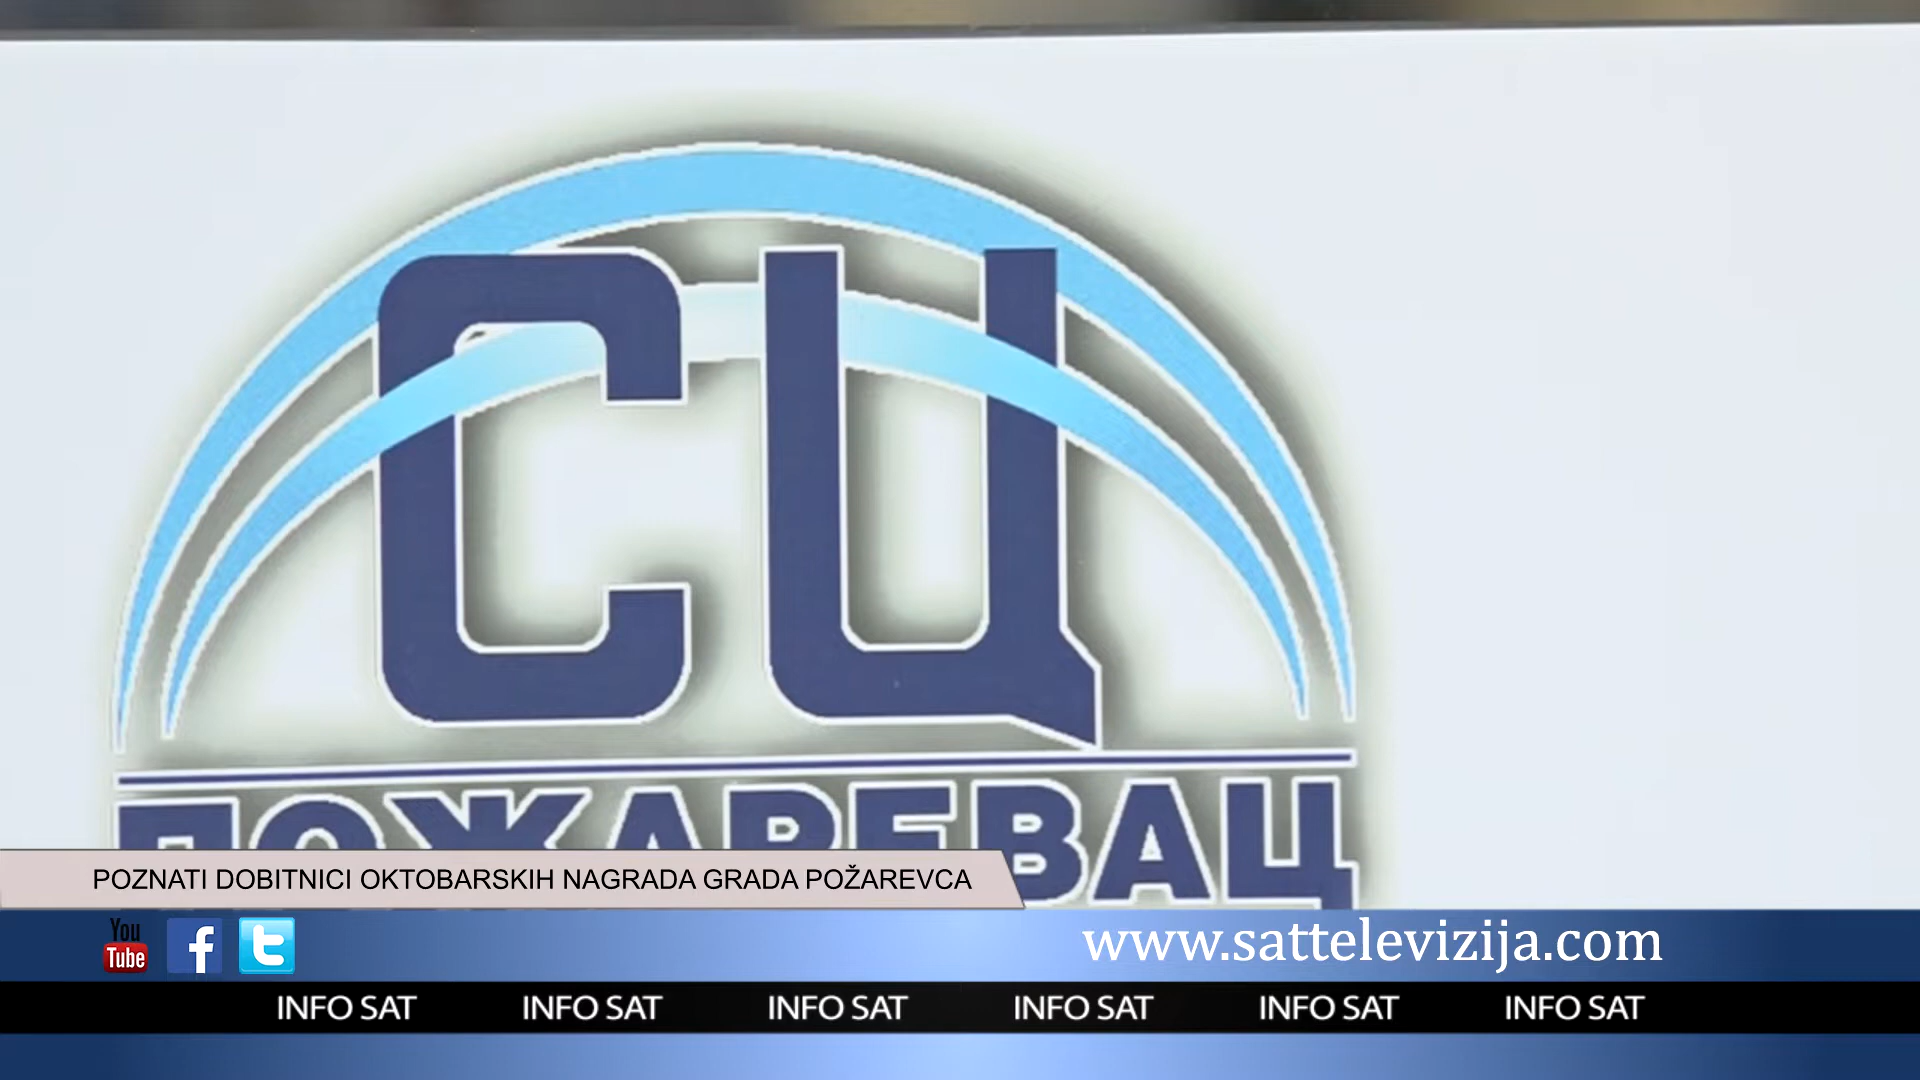 СЦ
ПОЖАРЕВАЦ
POZNATI DOBITNICI OKTOBARSKIH NAGRADA GRADA POŽAREVCA
You
Tube
f
t
www.sattelevizija.com
INFO SAT INFO SAT INFO SAT INFO SAT INFO SAT INFO SAT